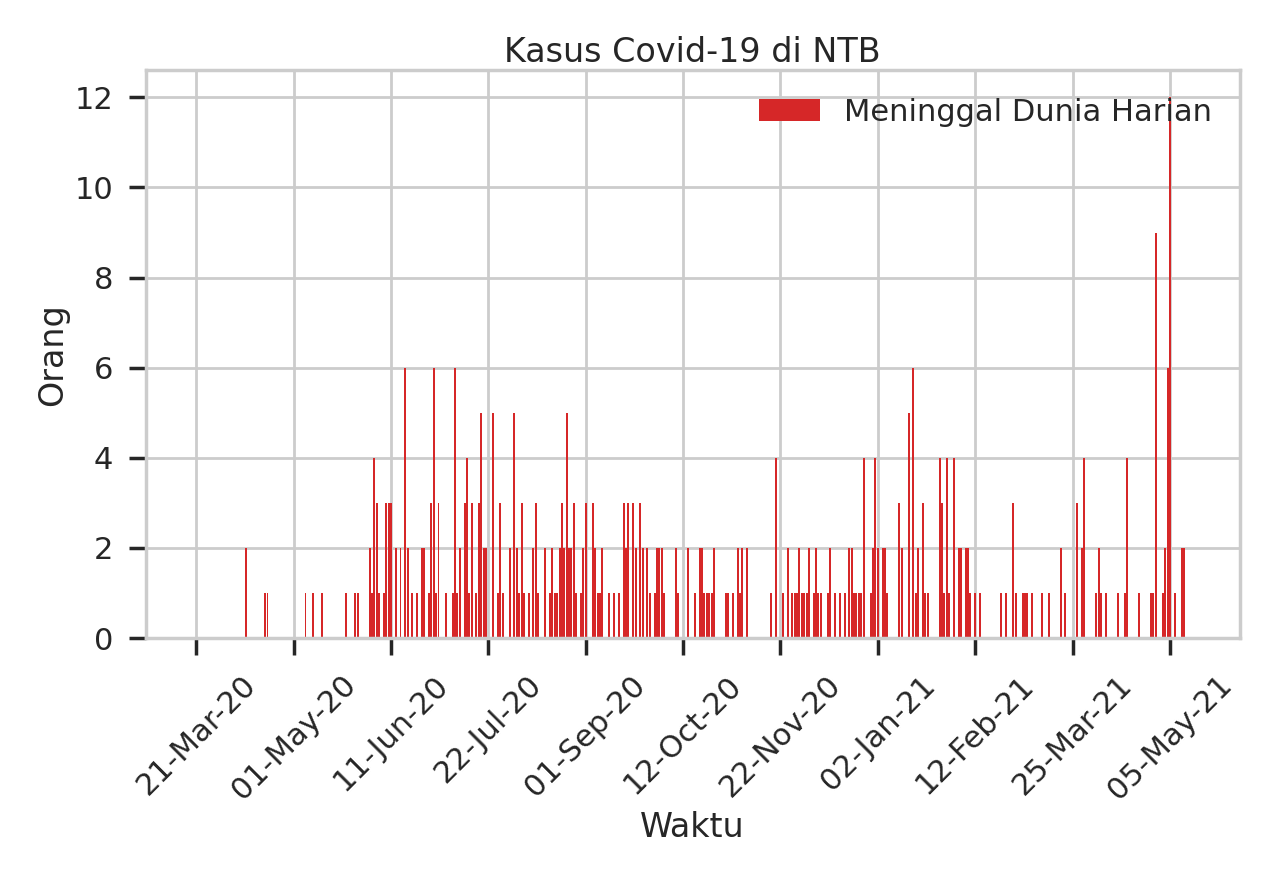 Kasus Covid-19 di NTB
Meninggal Dunia Harian
12
10
8
6
4
2
0
Orang
21-Mar-20
01-May-20
11-Jun-20
22-Jul-20
01-Sep-20
12-Oct-20
22-Nov-20
02-Jan-21
12-Feb-21
25-Mar-21
05-May-21
Waktu